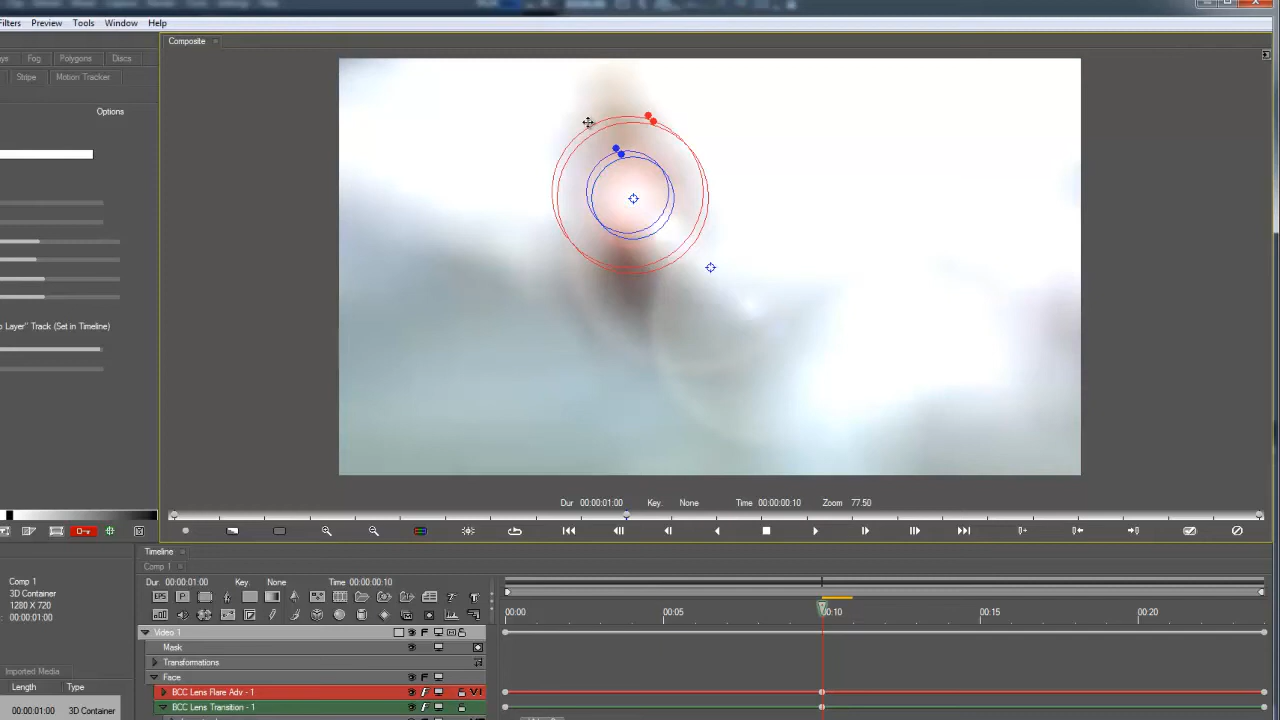 Filters Preview Tools Window Help
Composite
Fog Polygons Discs
Stripe Motion Tracker
Options
Layer" Track (Set in Timeline)
Dur 00:00:01:00 Key. None Time 00:00:00:10 Zoom 77.50
Timeline
Comp 1
Dur: 00:00:01:00 Key: None Time 00:00:00:10
Comp 1
3D Container
1280 X 720
00:00:01:00
00:00 00:05 00:10 00:15 00:20
Video 1
Mask
Transformations
Face
BCC Lens Flare Adv - 1
BCC Lens Transition - 1
Imported Media
Length Type
00:00:01:00 3D Container